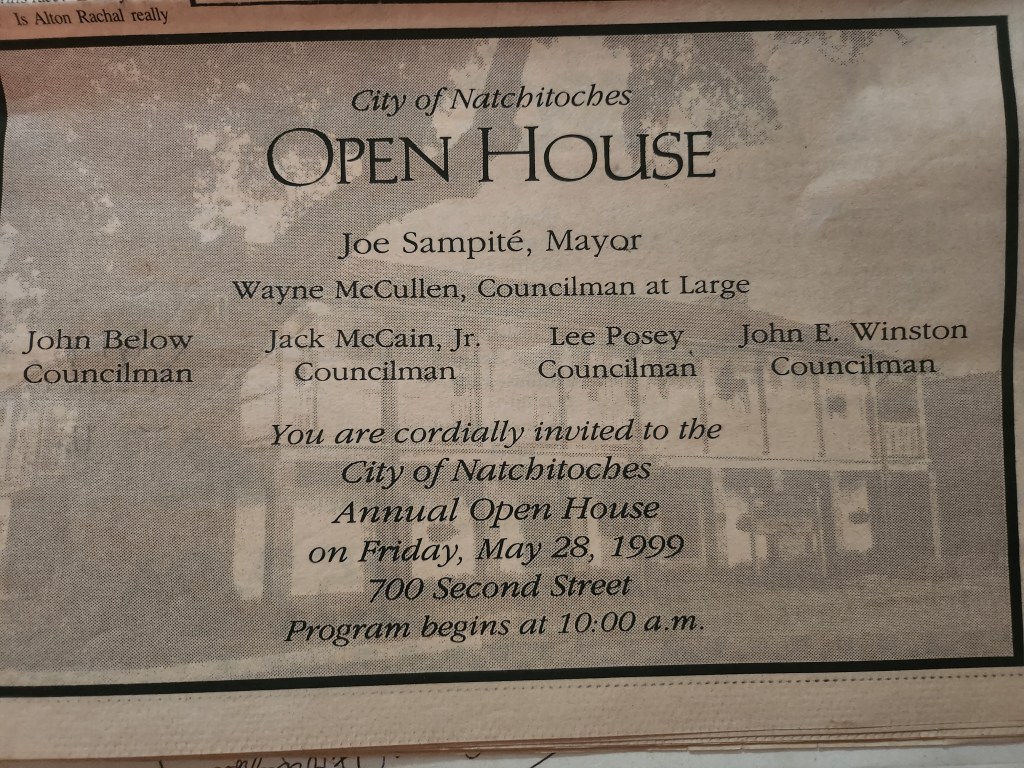 Is Alton Rachal really
City of Natchitoches
OPEN HOUSE
Joe Sampité, Mayor
Wayne McCullen, Councilman at Large
John Below Jack McCain, Jr. Lee Posey John E. Winston
Councilman Councilman Councilman Councilman
You are cordially invited to the
City of Natchitoches
Annual Open House
on Friday, May 28, 1999
700 Second Street
Program begins at 10:00 a.m.